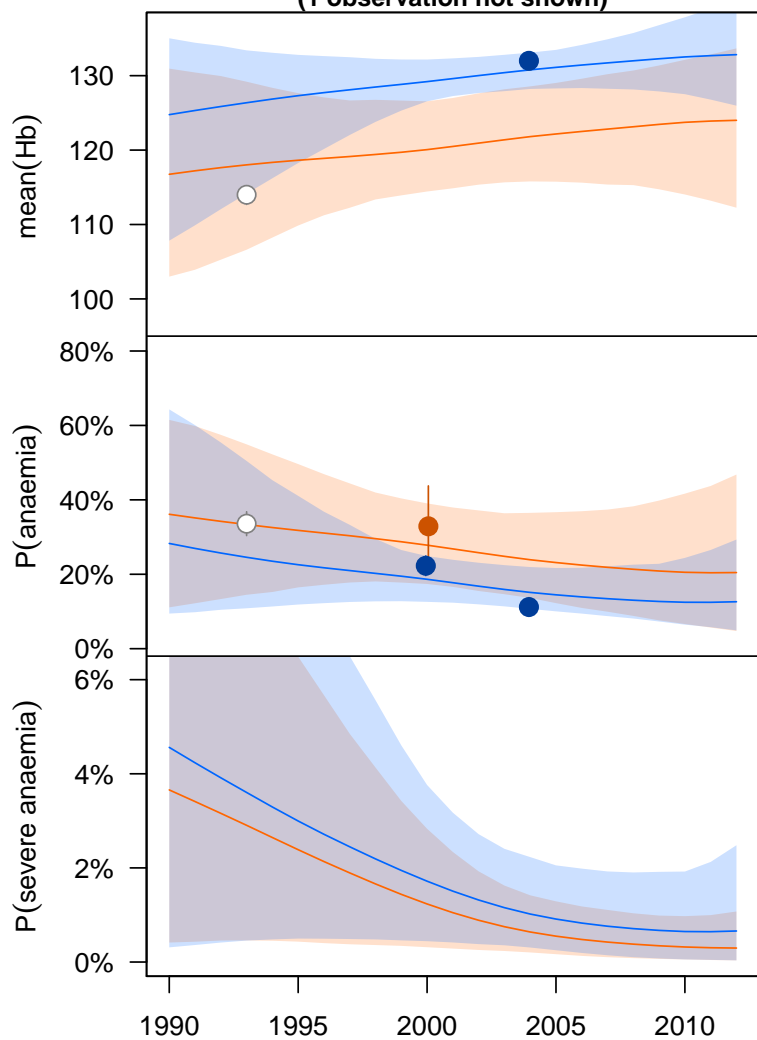 (1 observation not shown)
mean(Hb)
130
120
110
100
P(anaemia)
80%
60%
40%
20%
0%
P(severe anaemia)
6%
4%
2%
0%
1990 1995 2000 2005 2010